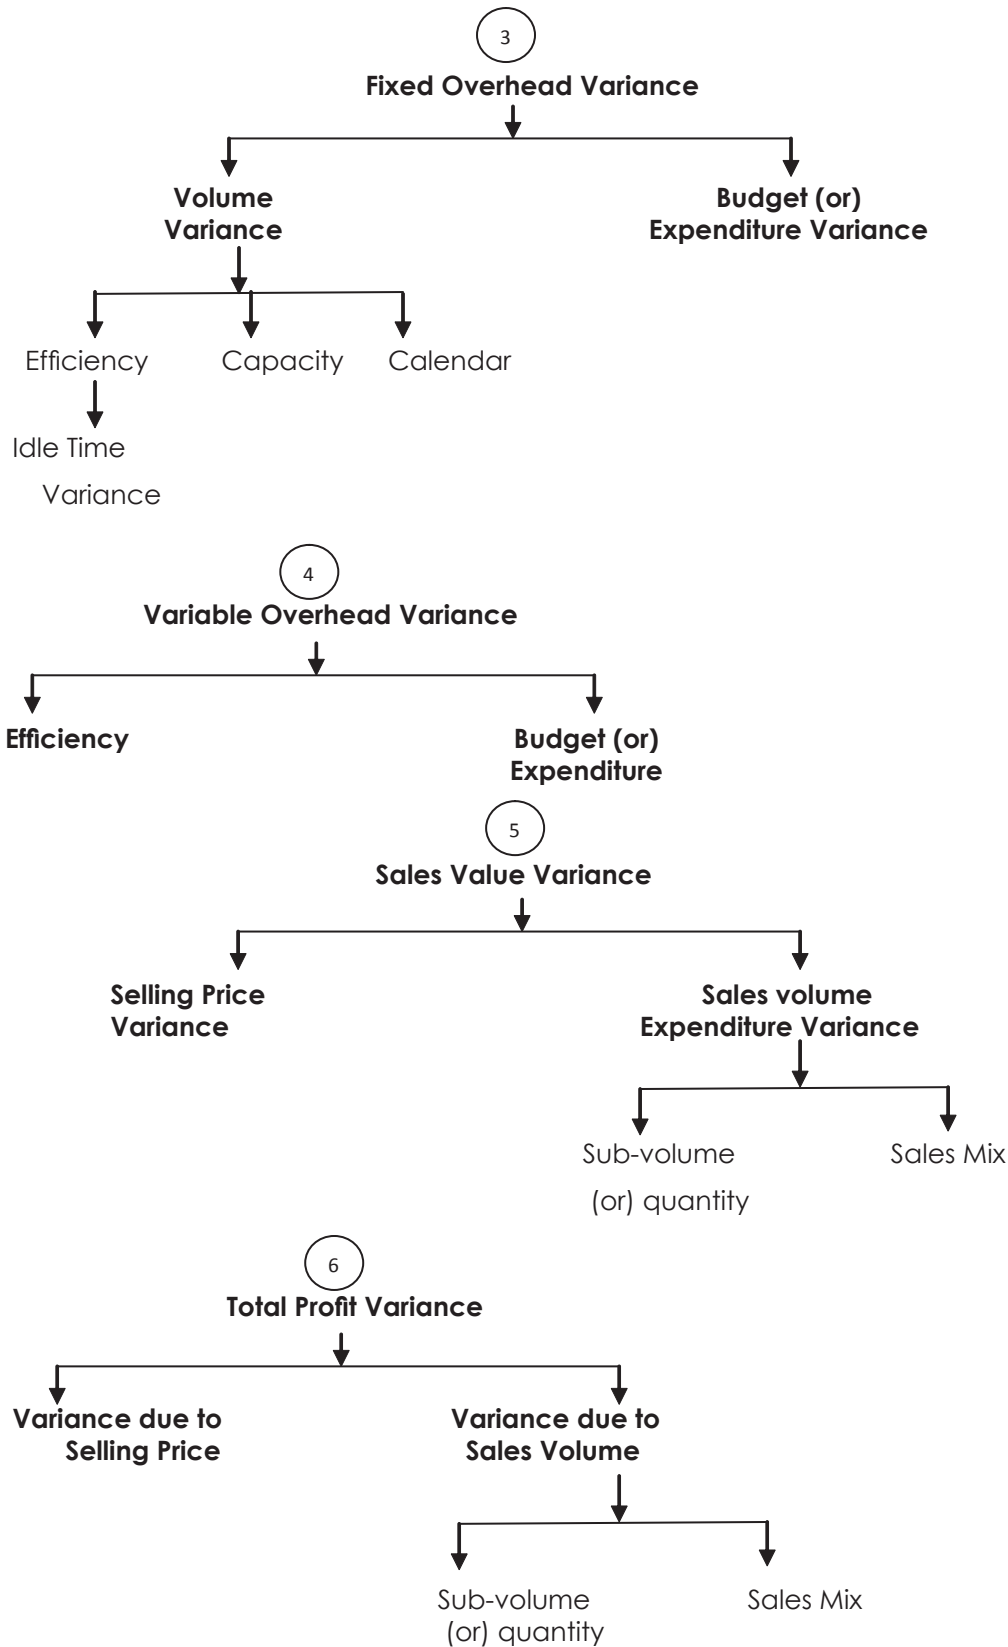 3
Fixed Overhead Variance
Volume
Variance
Budget (or)
Expenditure Variance
Efficiency
Capacity
Calendar
Idle Time
Variance
4
Variable Overhead Variance
Efficiency
Budget (or)
Expenditure
5
Sales Value Variance
Selling Price
Variance
Sales volume
Expenditure Variance
Sub-volume
(or) quantity
Sales Mix
6
Total Profit Variance
Variance due to
Selling Price
Variance due to
Sales Volume
Sub-volume
(or) quantity
Sales Mix